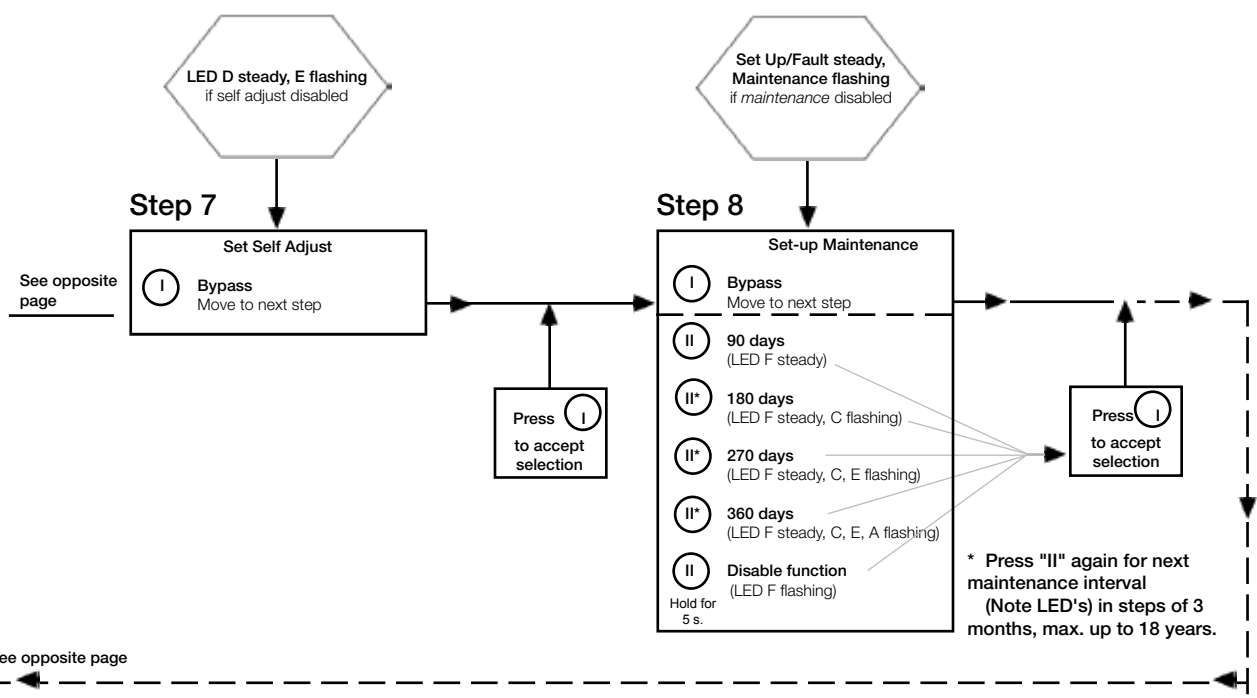 LED D steady, E flashing
if self adjust disabled
Set Up/Fault steady,
Maintenance flashing
if maintenance disabled
Step 7
Set Self Adjust
See opposite
page
I
Bypass
Move to next step
Press I
to accept
selection
Step 8
Set-up Maintenance
I
Bypass
Move to next step
II
90 days
(LED F steady)
II*
180 days
(LED F steady, C flashing)
II*
270 days
(LED F steady, C, E flashing)
II*
360 days
(LED F steady, C, E, A flashing)
II
Disable function
(LED F flashing)
Hold for
5 s.
Press I
to accept
selection
* Press "II" again for next
maintenance interval
(Note LED's) in steps of 3
months, max. up to 18 years.
ee opposite page